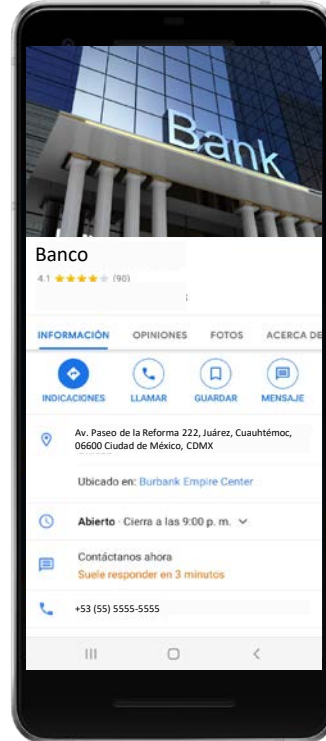 Bank
Banco
4.1 (90)
INFORMACIÓN OPINIONES FOTOS ACERCA DE
INDICACIONES LLAMAR GUARDAR MENSAJE
Av. Paseo de la Reforma 222, Juárez, Cuauhtémoc,
06600 Ciudad de México, CDMX
Ubicado en: Burbank Empire Center
Abierto · Cierra a las 9:00 p. m.
Contáctanos ahora
Suele responder en 3 minutos
+53 (55) 5555-5555